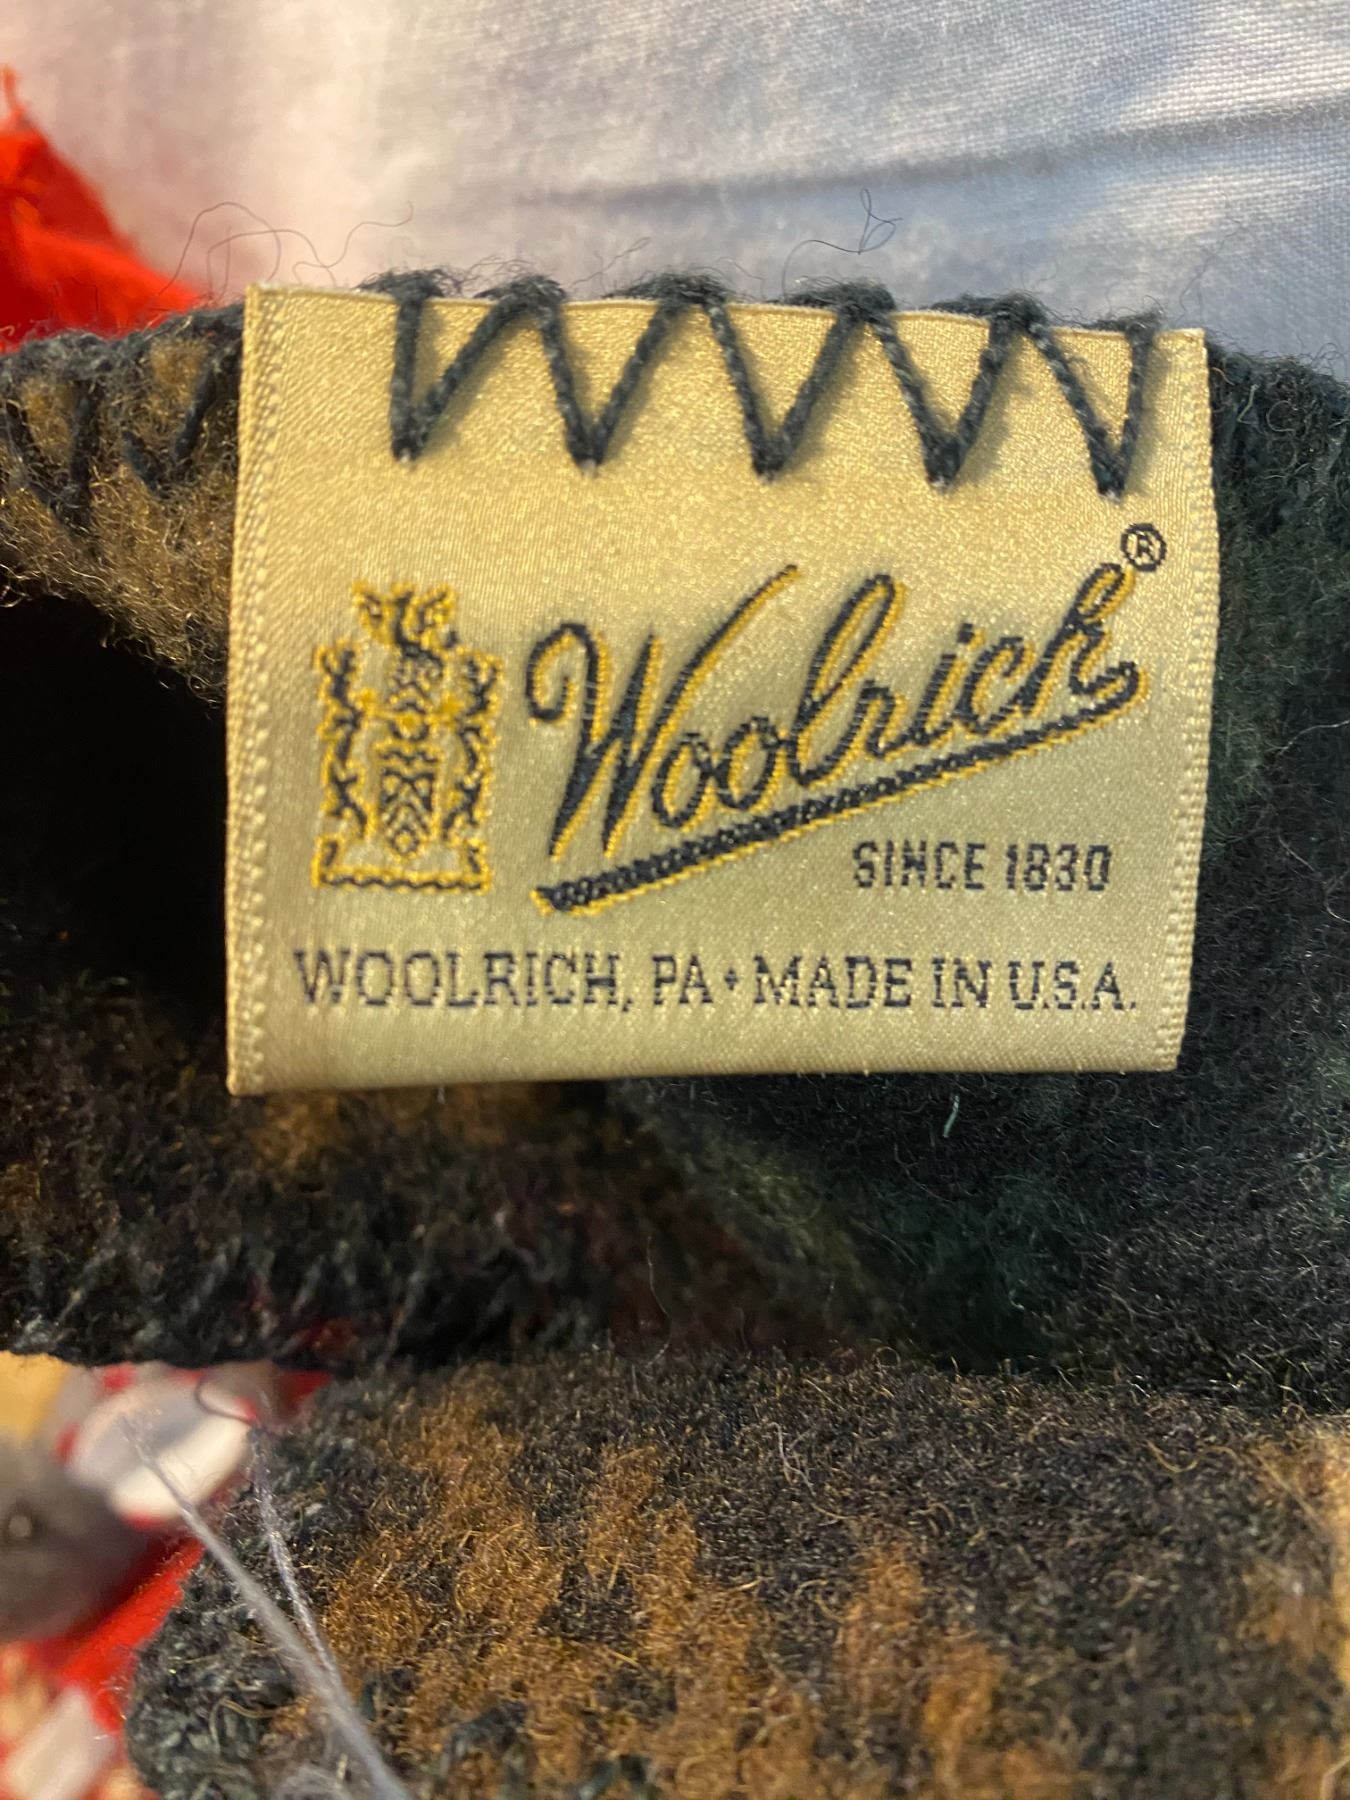 Woolrich®
SINCE 1830
WOOLRICH, PA • MADE IN U.S.A.